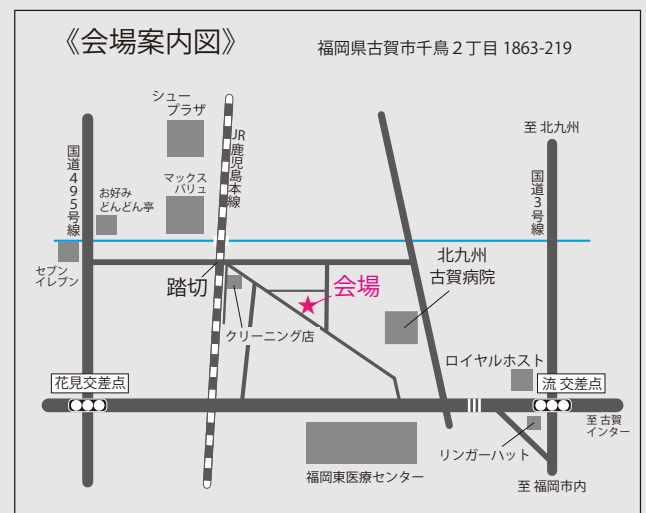 《会場案内図》
福岡県古賀市千鳥２丁目 1863-219
シュー
プラザ
至 北九州
国道495号線
JR鹿児島本線
国道3号線
マックス
バリュ
お好み
どんどん亭
セブン
イレブン
踏切
会場
北九州
古賀病院
クリーニング店
ロイヤルホスト
花見交差点
流 交差点
至 古賀
インター
リンガーハット
福岡東医療センター
至 福岡市内